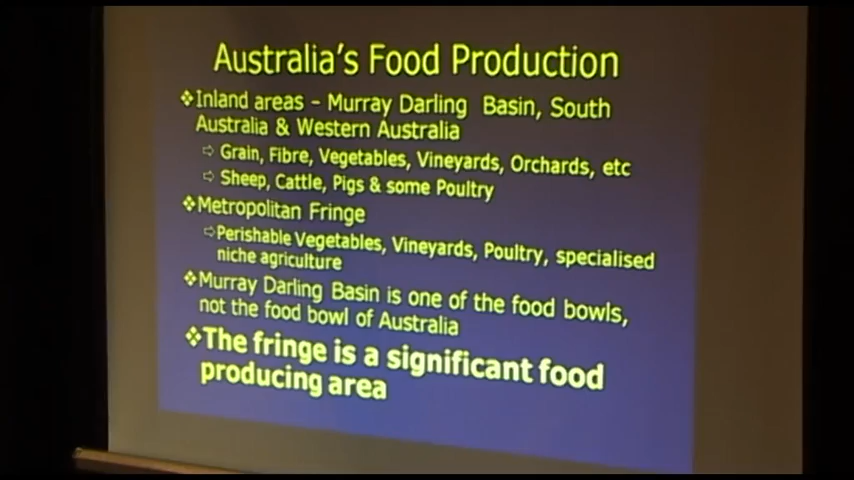 Australia's Food Production
❖Inland areas – Murray Darling Basin, South
Australia & Western Australia
⇨ Grain, Fibre, Vegetables, Vineyards, Orchards, etc
⇨ Sheep, Cattle, Pigs & some Poultry
❖Metropolitan Fringe
⇨Perishable Vegetables, Vineyards, Poultry, specialised
niche agriculture
❖Murray Darling Basin is one of the food bowls,
not the food bowl of Australia
❖The fringe is a significant food
producing area